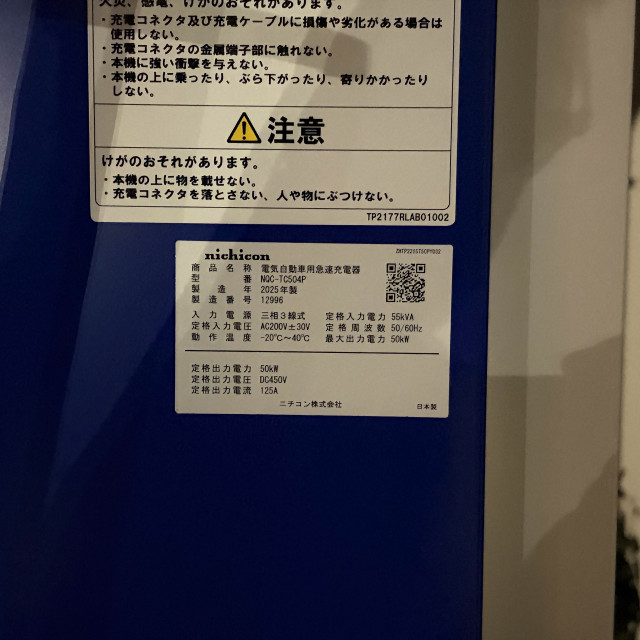 火災、感電、けがのおそれがあります。
・充電コネクタ及び充電ケーブルに損傷や劣化がある場合は
使用しない。
・充電コネクタの金属端子部に触れない。
・本機に強い衝撃を与えない。
・本機の上に乗ったり、ぶら下がったり、寄りかかったり
しない。
注意
けがのおそれがあります。
・本機の上に物を載せない。
・充電コネクタを落とさない、人や物にぶつけない。
TP2177RLAB01002
nichicon
商品名称 電気自動車用急速充電器
型番 NQC-TC504P
製造年 2025年製
製造番号 12996
入力電源 三相3線式 定格入力電力 55kVA
定格入力電圧 AC200V±30V 定格周波数 50/60Hz
動作温度 -20℃～40℃ 最大出力電力 50kW
定格出力電力 50kW
定格出力電圧 DC450V
定格出力電流 125A
ニチコン株式会社 日本製